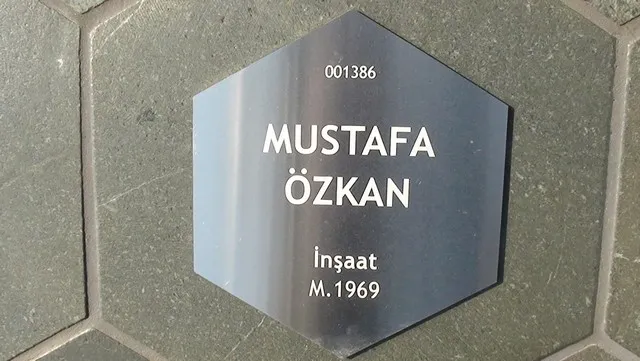 001386
MUSTAFA
ÖZKAN
İnşaat
M.1969